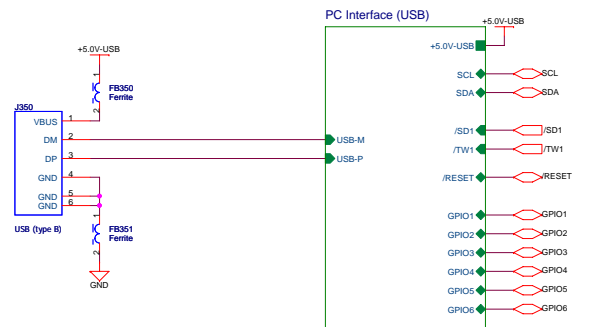 PC Interface (USB)
+5.0V-USB
+5.0V-USB
+5.0V-USB
1
FB350
Ferrite
2
J350
VBUS 1
DM 2
USB-M
DP 3
USB-P
GND 4
GND 5
GND 6
USB (type B)
1
FB351
Ferrite
2
GND
SCL SCL
SDA SDA
/SD1 /SD1
/TW1 /TW1
/RESET /RESET
GPIO1 GPIO1
GPIO2 GPIO2
GPIO3 GPIO3
GPIO4 GPIO4
GPIO5 GPIO5
GPIO6 GPIO6